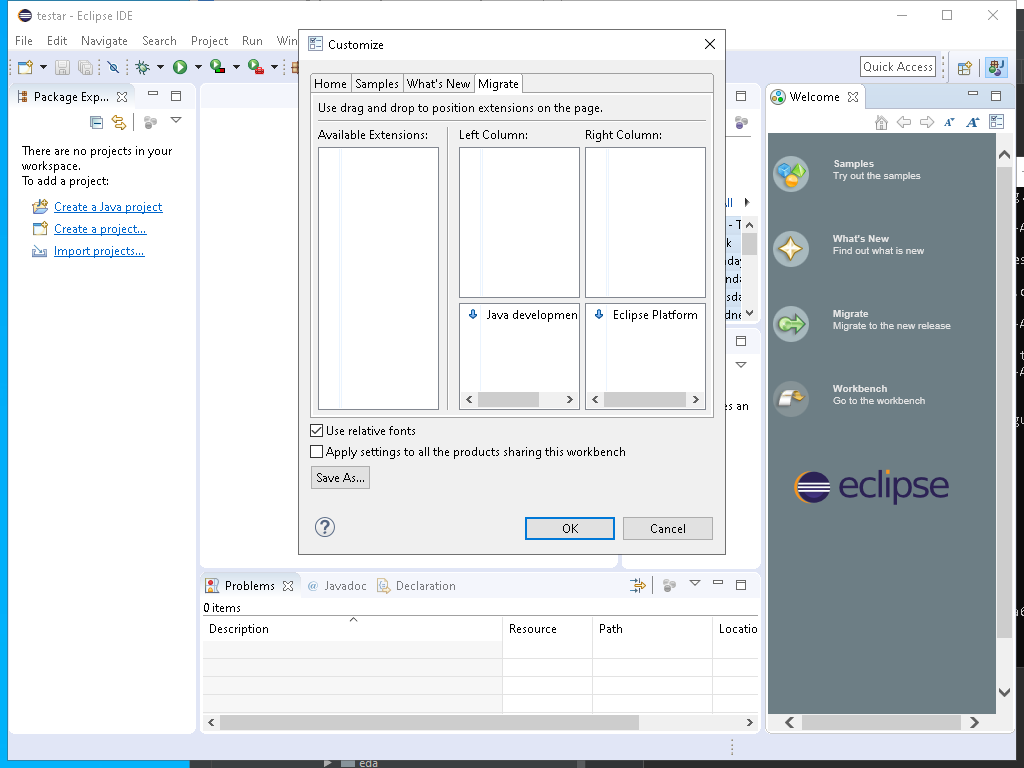 testar - Eclipse IDE
File Edit Navigate Search Project Run Win
Quick Access
Package Exp...
There are no projects in your
workspace.
To add a project:
Create a Java project
Create a project...
Import projects...
Customize
Home Samples What's New Migrate
Use drag and drop to position extensions on the page.
Available Extensions: Left Column: Right Column:
Java developmen
Eclipse Platform
Use relative fonts
Apply settings to all the products sharing this workbench
Save As...
OK Cancel
Welcome
Samples
Try out the samples
What's New
Find out what is new
Migrate
Migrate to the new release
Workbench
Go to the workbench
eclipse
Problems @ Javadoc Declaration
0 items
Description Resource Path Locatio
eda